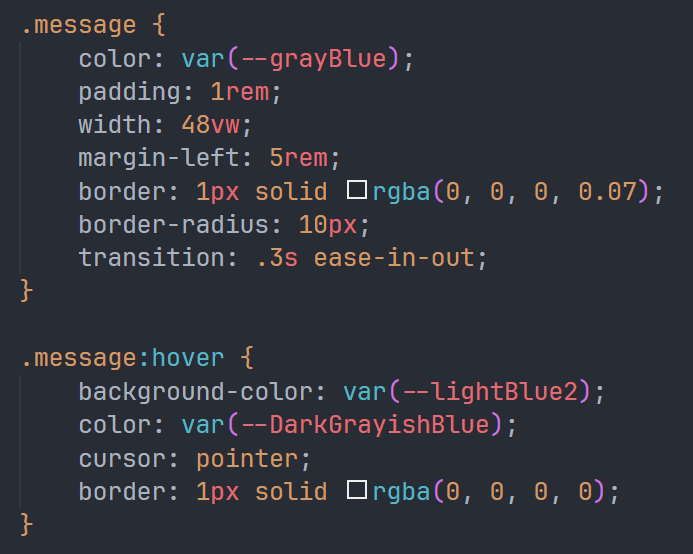 .message {
    color: var(--grayBlue);
    padding: 1rem;
    width: 48vw;
    margin-left: 5rem;
    border: 1px solid rgba(0, 0, 0, 0.07);
    border-radius: 10px;
    transition: .3s ease-in-out;
}

.message:hover {
    background-color: var(--lightBlue2);
    color: var(--DarkGrayishBlue);
    cursor: pointer;
    border: 1px solid rgba(0, 0, 0, 0);
}